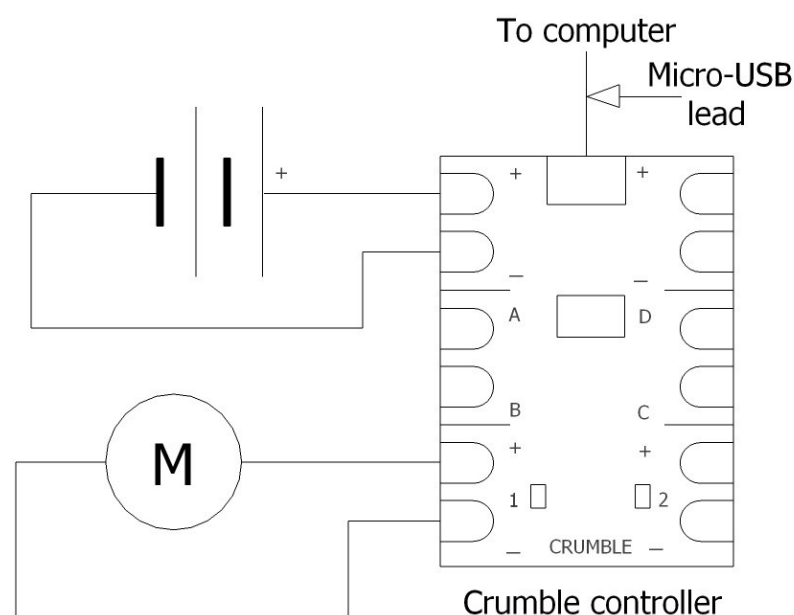 To computer
Micro-USB
lead
+
+ +
– –
A D
B C
+ +
M
1 2
– CRUMBLE –
Crumble controller